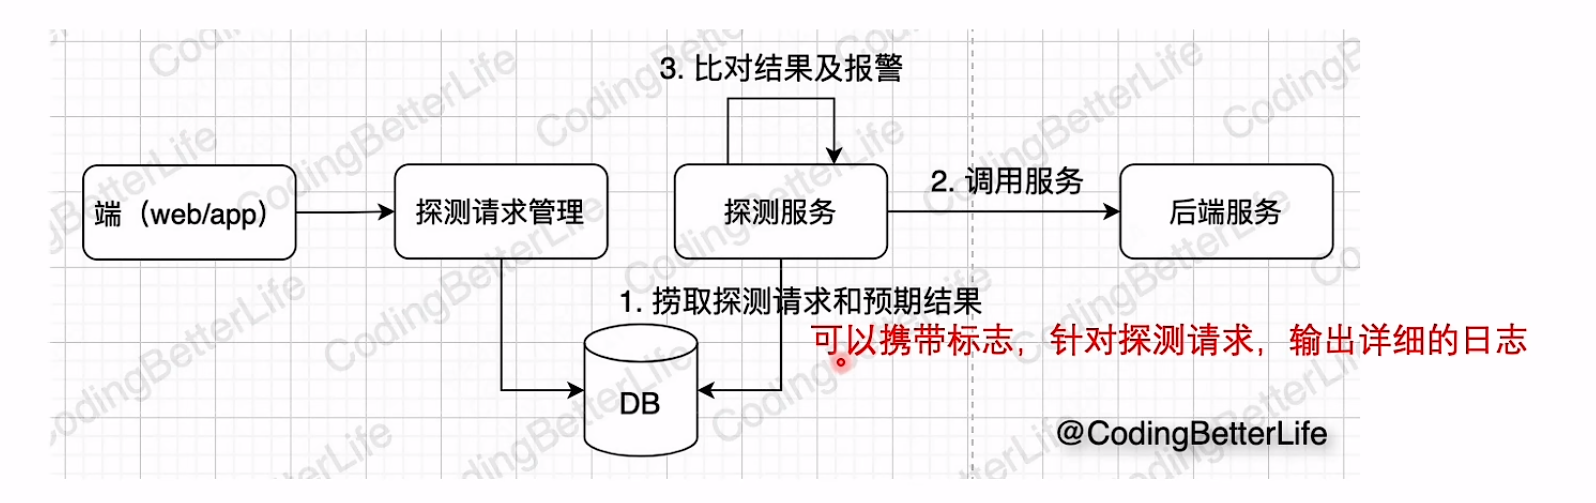 3. 比对结果及报警
端（web/app）
探测请求管理
探测服务
2. 调用服务
后端服务
1. 捞取探测请求和预期结果
可以携带标志，针对探测请求，输出详细的日志
DB
@CodingBetterLife
CodingBetterLife